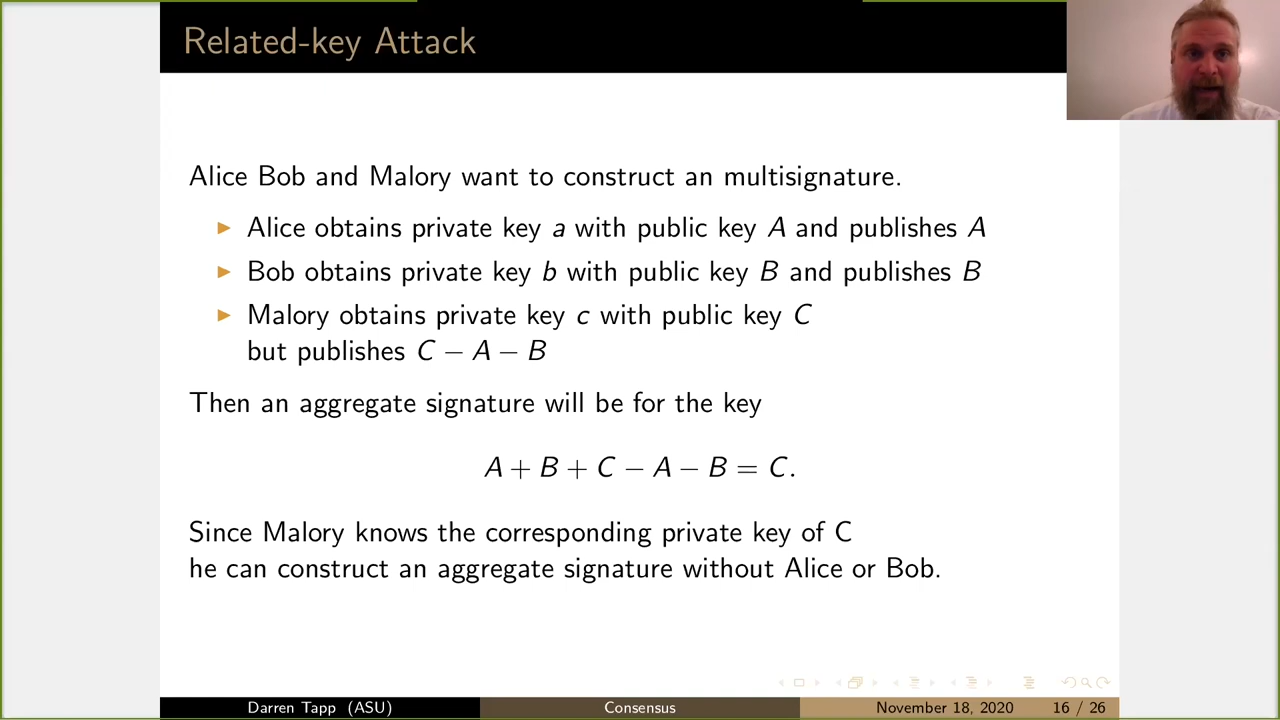 Related-key Attack
Alice Bob and Malory want to construct an multisignature.
Alice obtains private key a with public key A and publishes A
Bob obtains private key b with public key B and publishes B
Malory obtains private key c with public key C
but publishes C − A − B
Then an aggregate signature will be for the key
A + B + C − A − B = C.
Since Malory knows the corresponding private key of C
he can construct an aggregate signature without Alice or Bob.
Darren Tapp (ASU) Consensus November 18, 2020 16 / 26